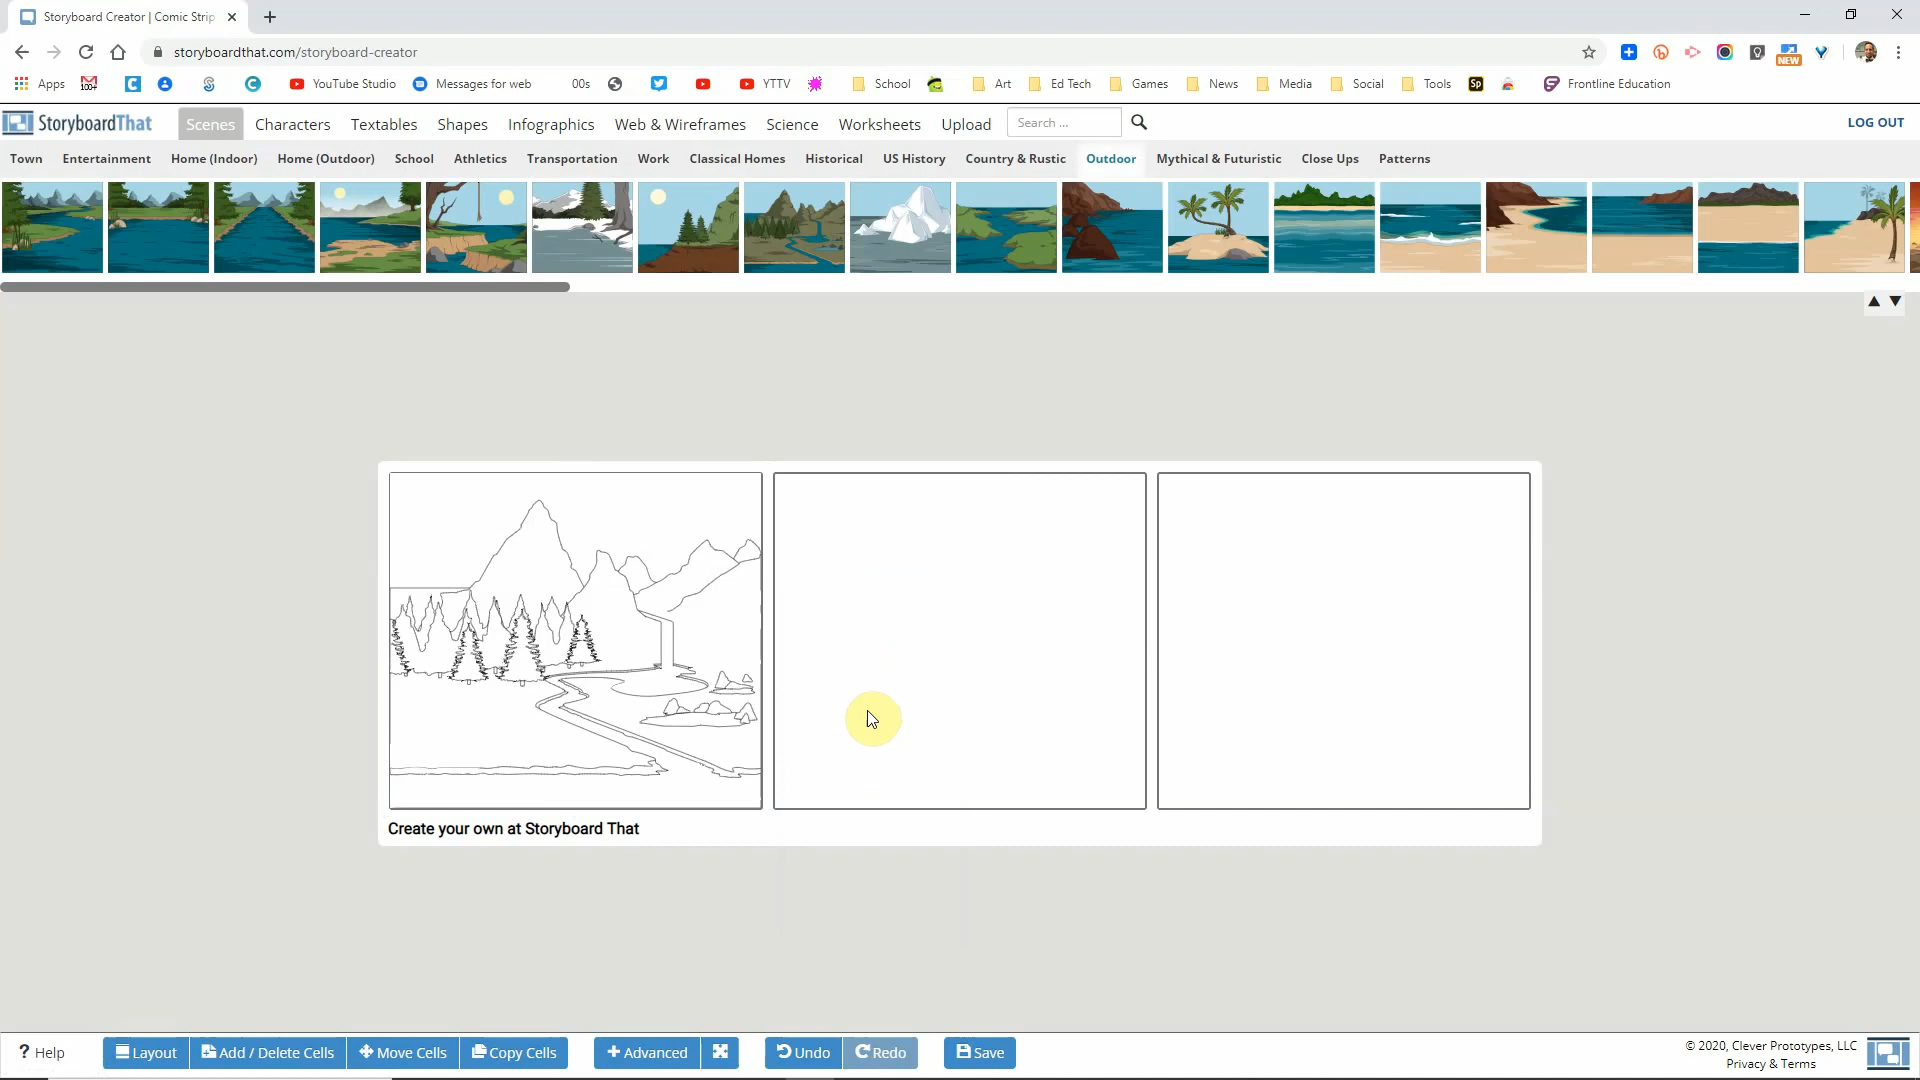 Storyboard Creator | Comic Strip
storyboardthat.com/storyboard-creator
NEW
Apps 100+ YouTube Studio Messages for web 00s YTTV School Art Ed Tech Games News Media Social Tools Sp Frontline Education
StoryboardThat Scenes Characters Textables Shapes Infographics Web & Wireframes Science Worksheets Upload Search ... LOG OUT
Town Entertainment Home (Indoor) Home (Outdoor) School Athletics Transportation Work Classical Homes Historical US History Country & Rustic Outdoor Mythical & Futuristic Close Ups Patterns
Create your own at Storyboard That
? Help Layout Add / Delete Cells Move Cells Copy Cells + Advanced Undo Redo Save
© 2020, Clever Prototypes, LLC
Privacy & Terms